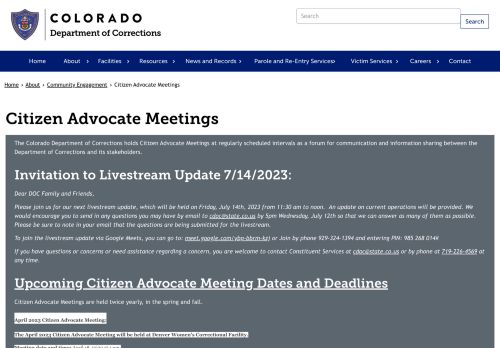 COLORADO
Department of Corrections
Search
Search
Home
About
Facilities
Resources
News and Records
Parole and Re-Entry Services
Victim Services
Careers
Contact
Home › About › Community Engagement › Citizen Advocate Meetings
Citizen Advocate Meetings
The Colorado Department of Corrections holds Citizen Advocate Meetings at regularly scheduled intervals as a forum for communication and information sharing between the
Department of Corrections and its stakeholders.
Invitation to Livestream Update 7/14/2023:
Dear DOC Family and Friends,
Please join us for our next livestream update, which will be held on Friday, July 14th, 2023 from 11:30 am to noon. An update on current operations will be provided. We
would encourage you to send in any questions you may have by email to cdoc@state.co.us by 5pm Wednesday, July 12th so that we can answer as many of them as possible.
Please be sure to note in your email that the questions are being submitted for the livestream.
To join the livestream update via Google Meets, you can go to: meet.google.com/ybp-bbrm-kzj or Join by phone 929-324-1394 and entering PIN: 985 268 014#
If you have questions or concerns or need assistance regarding a concern, you are welcome to contact Constituent Services at cdoc@state.co.us or by phone at 719-226-4569 at
any time.
Upcoming Citizen Advocate Meeting Dates and Deadlines
Citizen Advocate Meetings are held twice yearly, in the spring and fall.
April 2023 Citizen Advocate Meeting:
The April 2023 Citizen Advocate Meeting will be held at Denver Women's Correctional Facility.